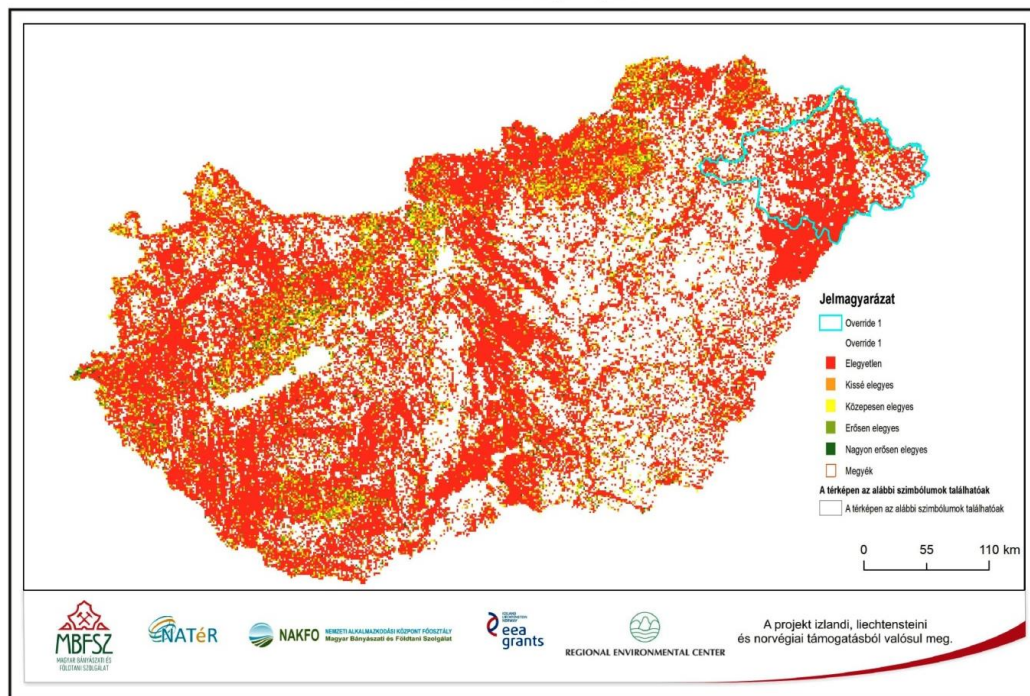 Jelmagyarázat
Override 1
Override 1
Elegyetlen
Kissé elegyes
Közepesen elegyes
Erősen elegyes
Nagyon erősen elegyes
Megyék
A térképen az alábbi szimbólumok találhatóak
A térképen az alábbi szimbólumok találhatóak
0 55 110 km
MBFSZ
MAGYAR BÁNYÁSZATI ÉS
FÖLDTANI SZOLGÁLAT
NATéR
NAKFO
NEMZETI ALKALMAZKODÁSI KÖZPONT FŐOSZTÁLY
Magyar Bányászati és Földtani Szolgálat
eea
grants
REGIONAL ENVIRONMENTAL CENTER
A projekt izlandi, liechtensteini
és norvégiai támogatásból valósul meg.